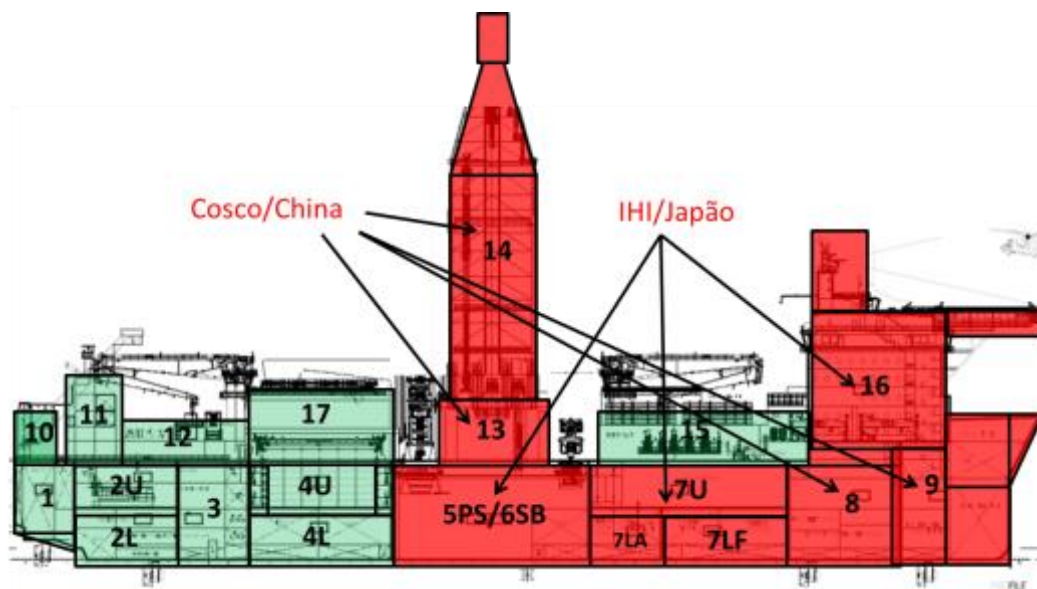 Cosco/China
IHI/Japão
14
16
17
11
10
12
13
15
2U
4U
7U
1
3
5PS/6SB
8
9
2L
4L
7LA
7LF